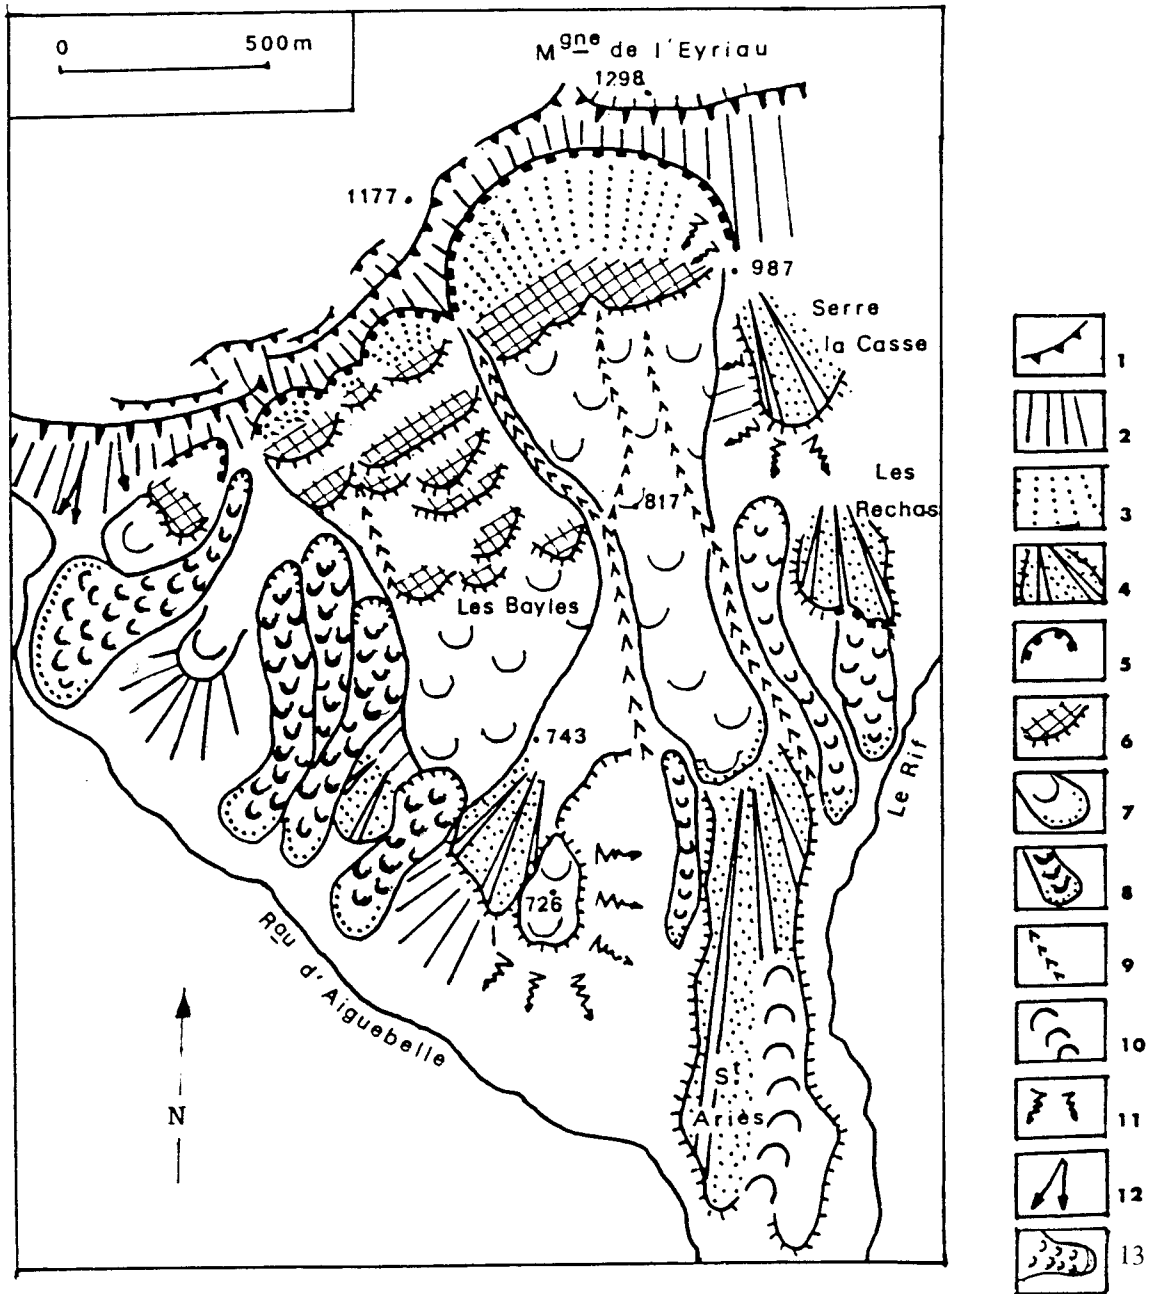 0 500m
Mgne de l'Eyriau
1298
1177
987
Serre
la Casse
Les
Rechas
817
Les Bayles
743
726
Le Rif
Rau d'Aiguebelle
N
St
Ariès
1
2
3
4
5
6
7
8
9
10
11
12
13